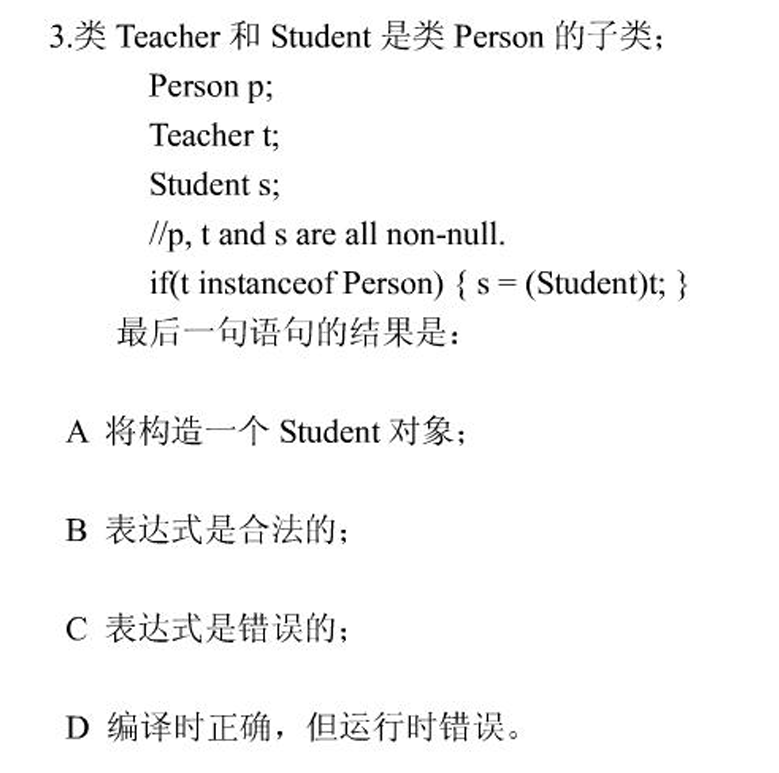 3.类 Teacher 和 Student 是类 Person 的子类；
Person p;
Teacher t;
Student s;
//p, t and s are all non-null.
if(t instanceof Person) { s = (Student)t; }
最后一句语句的结果是：
A 将构造一个 Student 对象；
B 表达式是合法的；
C 表达式是错误的；
D 编译时正确，但运行时错误。